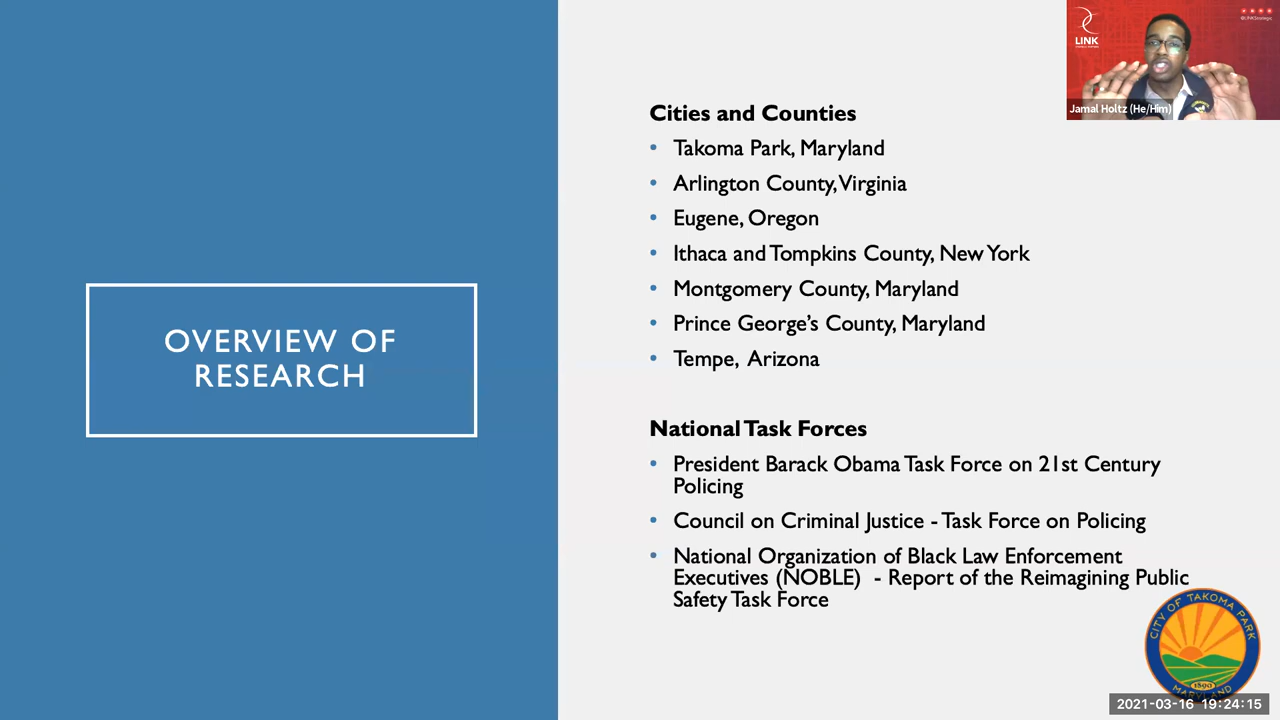 LINK
Jamal Holtz (He/Him)
Cities and Counties
• Takoma Park, Maryland
• Arlington County, Virginia
• Eugene, Oregon
• Ithaca and Tompkins County, New York
• Montgomery County, Maryland
• Prince George's County, Maryland
• Tempe, Arizona
OVERVIEW OF
RESEARCH
National Task Forces
• President Barack Obama Task Force on 21st Century
Policing
• Council on Criminal Justice - Task Force on Policing
• National Organization of Black Law Enforcement
Executives (NOBLE) - Report of the Reimagining Public
Safety Task Force
CITY OF TAKOMA PARK
1890
MARYLAND
2021-03-16 19:24:15